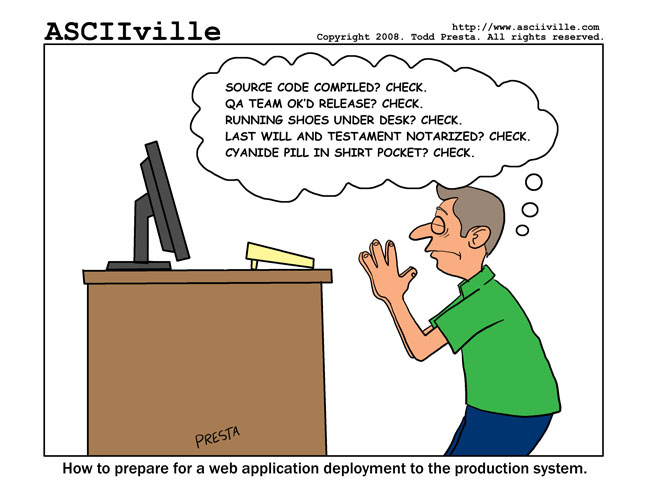 ASCIIville
http://www.asciiville.com
Copyright 2008. Todd Presta. All rights reserved.
SOURCE CODE COMPILED? CHECK.
QA TEAM OK'D RELEASE? CHECK.
RUNNING SHOES UNDER DESK? CHECK.
LAST WILL AND TESTAMENT NOTARIZED? CHECK.
CYANIDE PILL IN SHIRT POCKET? CHECK.
PRESTA
How to prepare for a web application deployment to the production system.